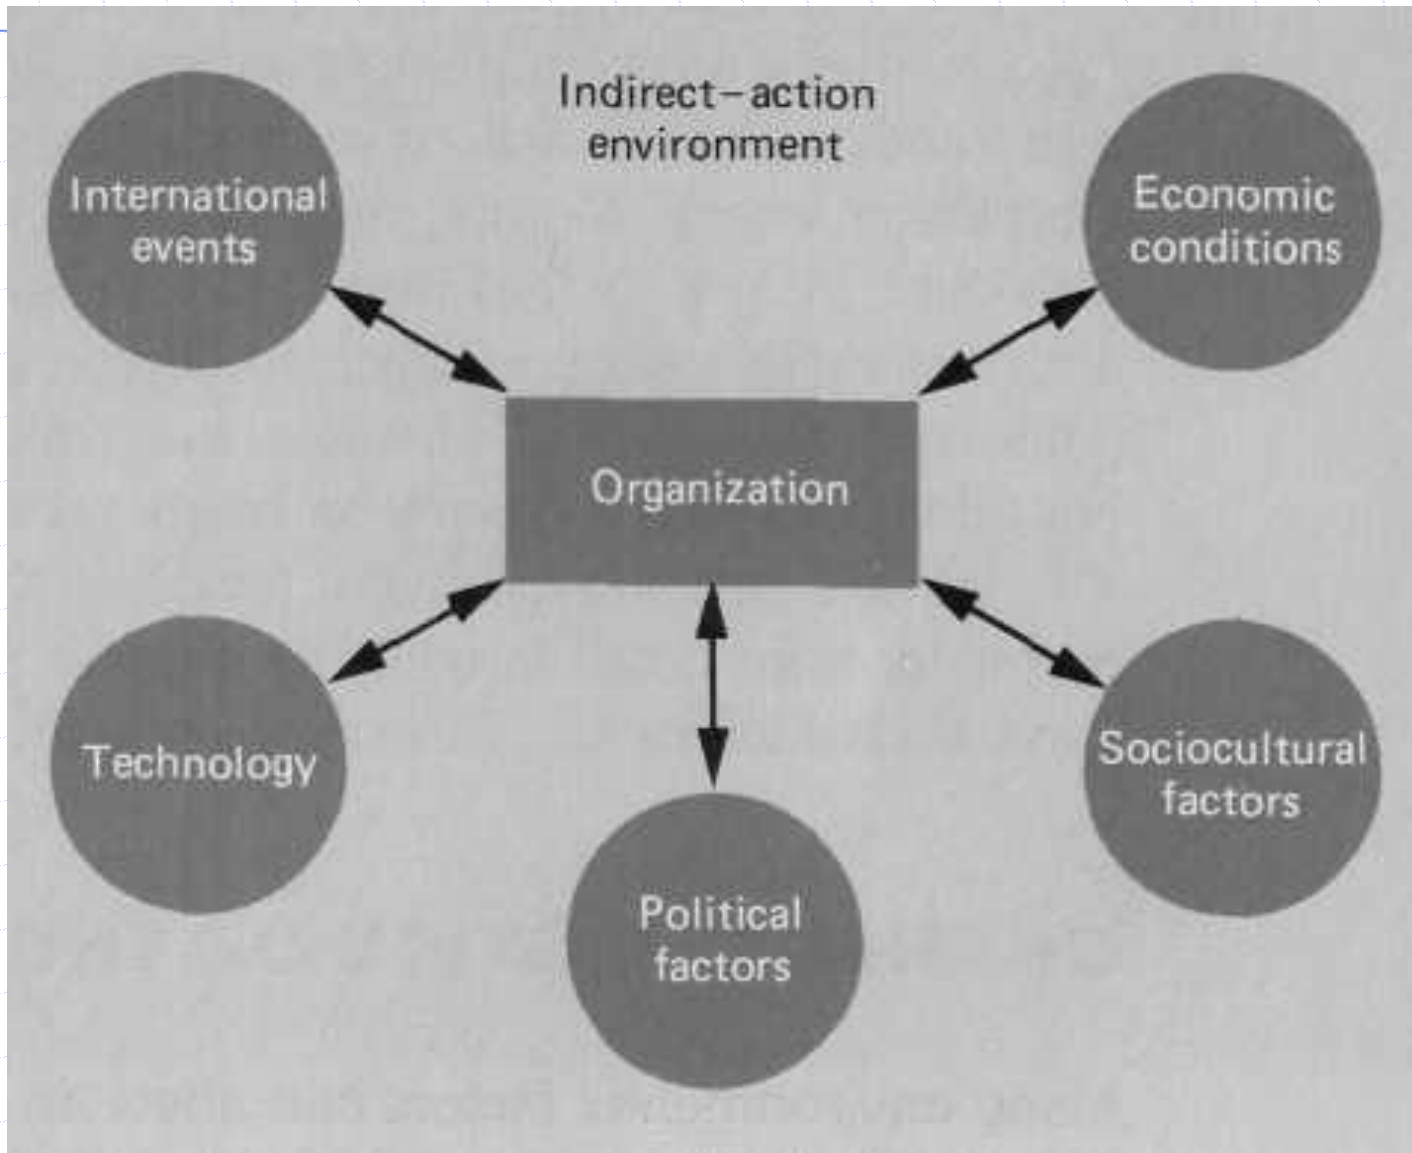 Indirect–action
environment
International
events
Economic
conditions
Organization
Technology
Sociocultural
factors
Political
factors